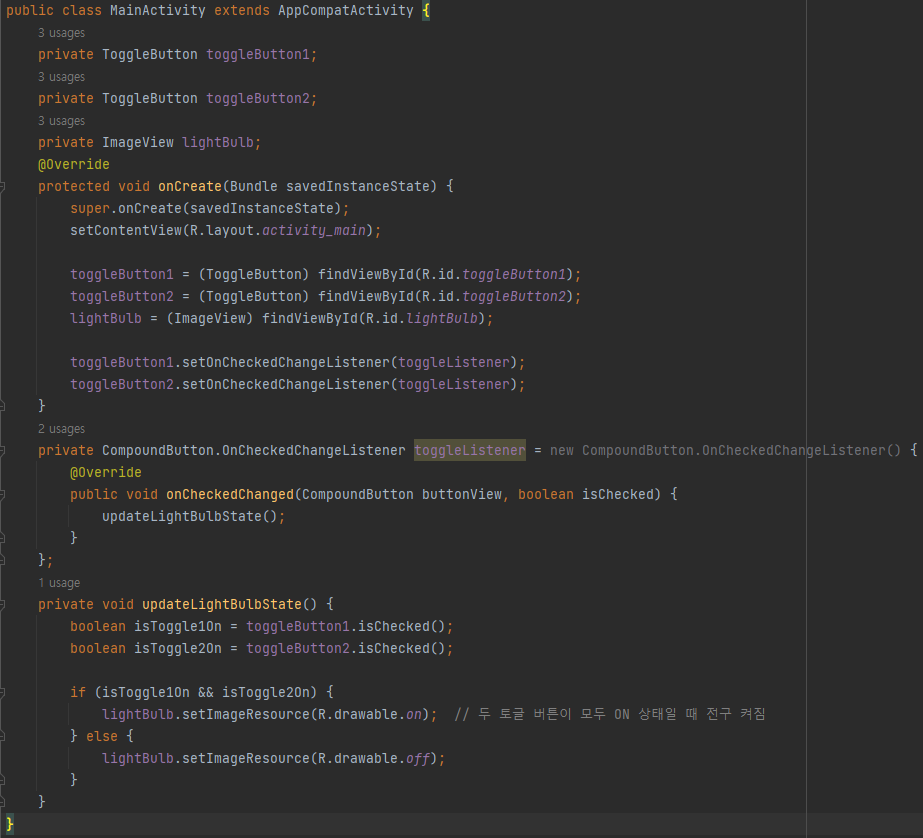 public class MainActivity extends AppCompatActivity {
3 usages
private ToggleButton toggleButton1;
3 usages
private ToggleButton toggleButton2;
3 usages
private ImageView lightBulb;
@Override
protected void onCreate(Bundle savedInstanceState) {
super.onCreate(savedInstanceState);
setContentView(R.layout.activity_main);
toggleButton1 = (ToggleButton) findViewById(R.id.toggleButton1);
toggleButton2 = (ToggleButton) findViewById(R.id.toggleButton2);
lightBulb = (ImageView) findViewById(R.id.lightBulb);
toggleButton1.setOnCheckedChangeListener(toggleListener);
toggleButton2.setOnCheckedChangeListener(toggleListener);
}
2 usages
private CompoundButton.OnCheckedChangeListener toggleListener = new CompoundButton.OnCheckedChangeListener() {
@Override
public void onCheckedChanged(CompoundButton buttonView, boolean isChecked) {
updateLightBulbState();
}
};
1 usage
private void updateLightBulbState() {
boolean isToggle1On = toggleButton1.isChecked();
boolean isToggle2On = toggleButton2.isChecked();
if (isToggle1On && isToggle2On) {
lightBulb.setImageResource(R.drawable.on);  // 두 토글 버튼이 모두 ON 상태일 때 전구 켜짐
} else {
lightBulb.setImageResource(R.drawable.off);
}
}
}